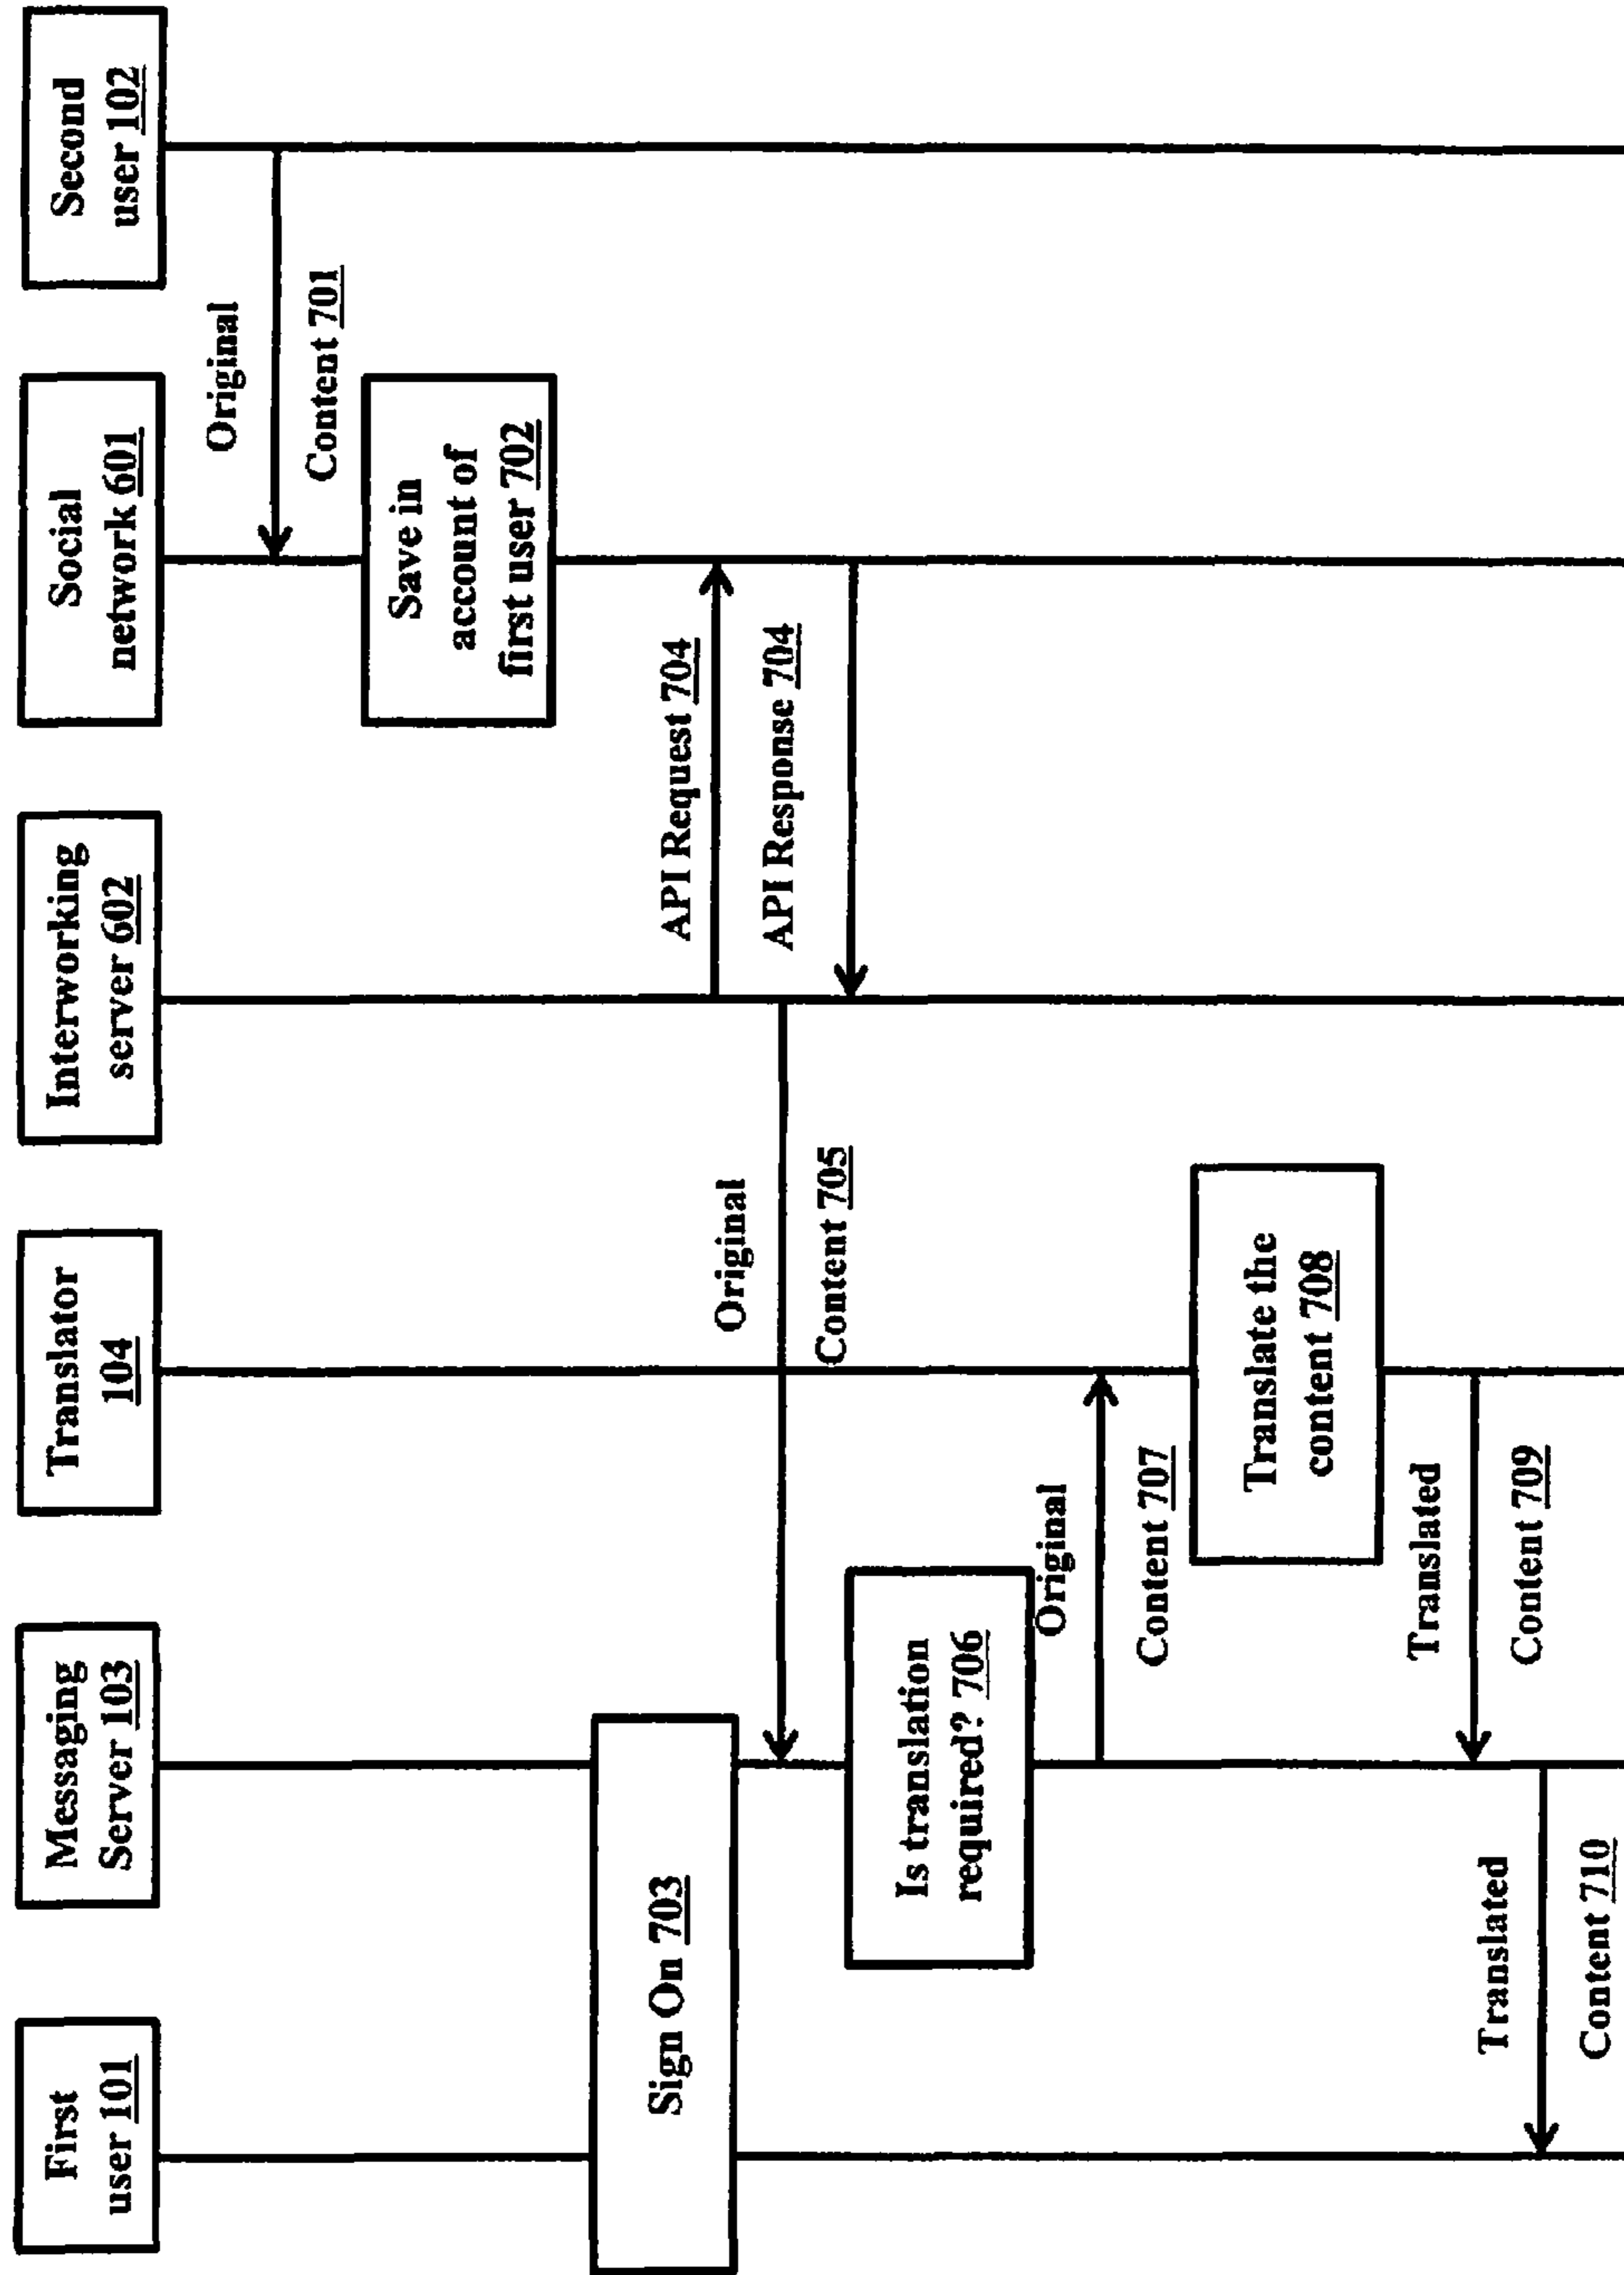 First
user 101
Messaging
Server 103
Translator
104
Interworking
server 602
Social
network 601
Second
user 102
Original
Content 701
Save in
account of
first user 702
Sign On 703
API Request 704
API Response 704
Original
Content 705
Is translation
required? 706
Original
Content 707
Translate the
content 708
Translated
Content 709
Translated
Content 710